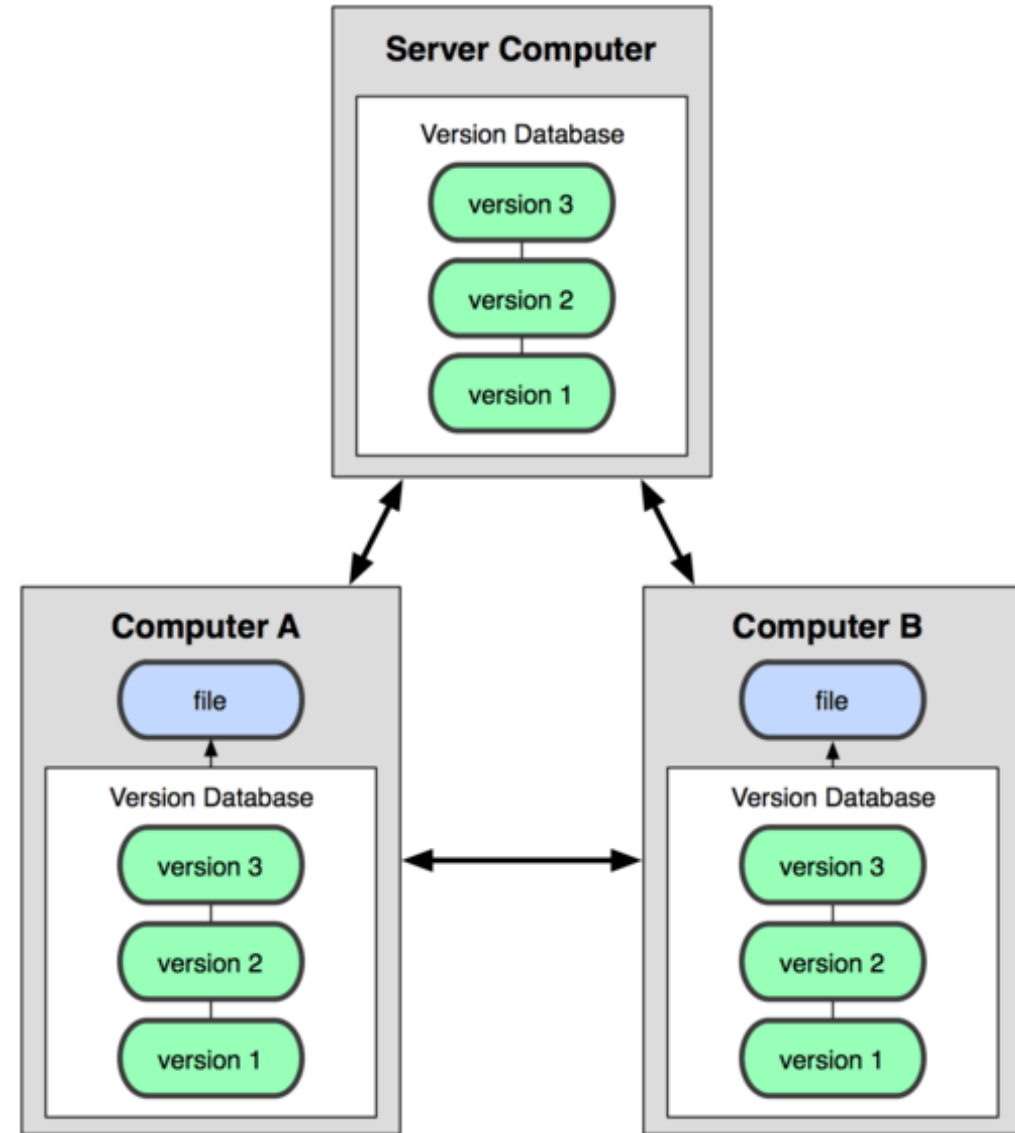 Server Computer
Version Database
version 3
version 2
version 1
Computer A
file
Version Database
version 3
version 2
version 1
Computer B
file
Version Database
version 3
version 2
version 1